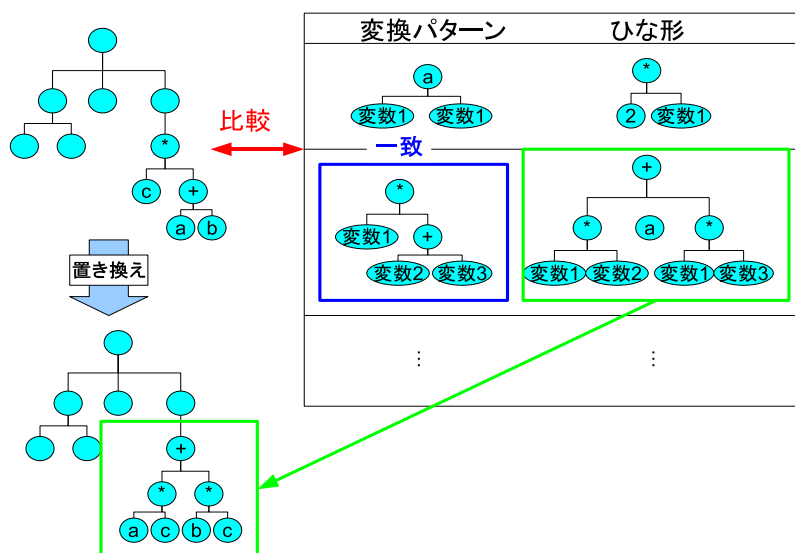 変換パターン ひな形
a *
変数1 変数1 2 変数1
比較
一致
* +
c +
a b
* +
変数1 + * a *
変数2 変数3 変数1 変数2 変数1 変数3
置き換え
⋮ ⋮
+
* *
a c b c